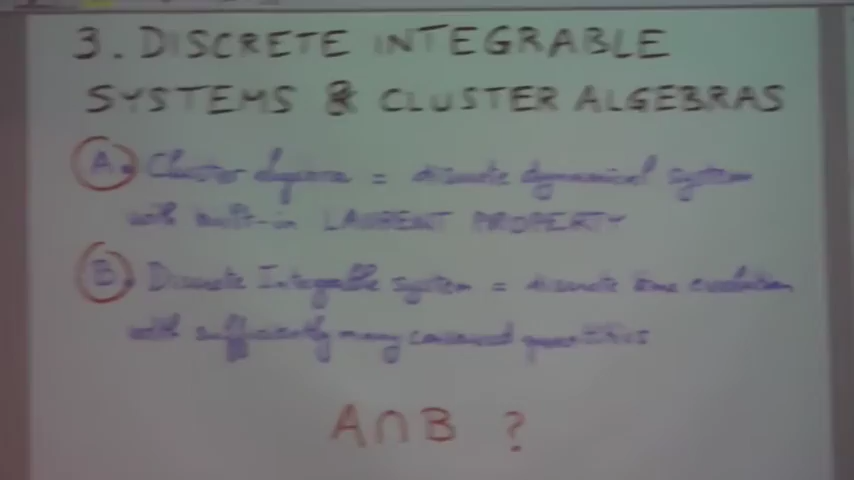 3. DISCRETE INTEGRABLE
SYSTEMS & CLUSTER ALGEBRAS
A. Cluster algebra = discrete dynamical system
with built-in LAURENT PROPERTY
B. Discrete Integrable system = discrete time evolution
with sufficiently many conserved quantities
A∩B ?